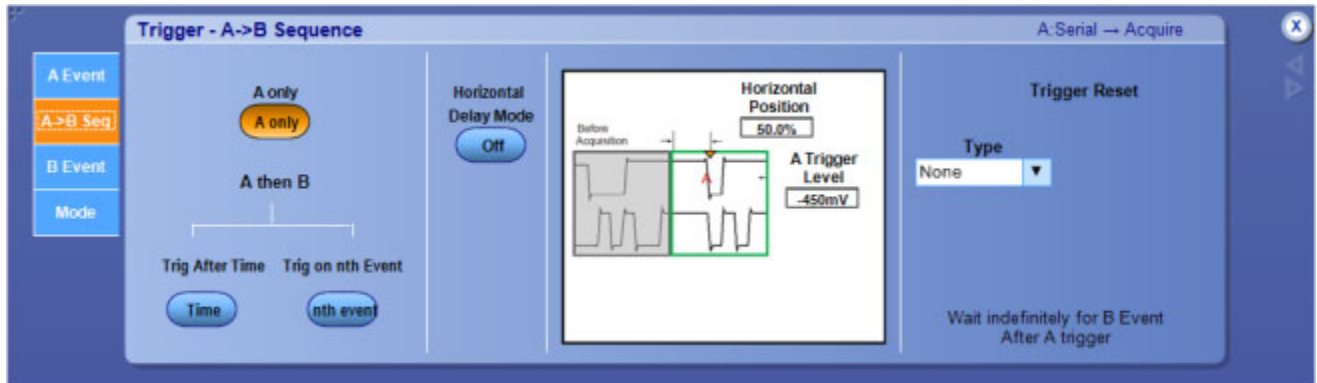 Trigger - A->B Sequence
A:Serial → Acquire
X
A Event
A->B Seq
B Event
Mode
A only
A only
A then B
Trig After Time
Trig on nth Event
Time
nth event
Horizontal
Delay Mode
Off
Horizontal
Position
50.0%
Before
Acquisition
A
A Trigger
Level
-450mV
Trigger Reset
Type
None
Wait indefinitely for B Event
After A trigger